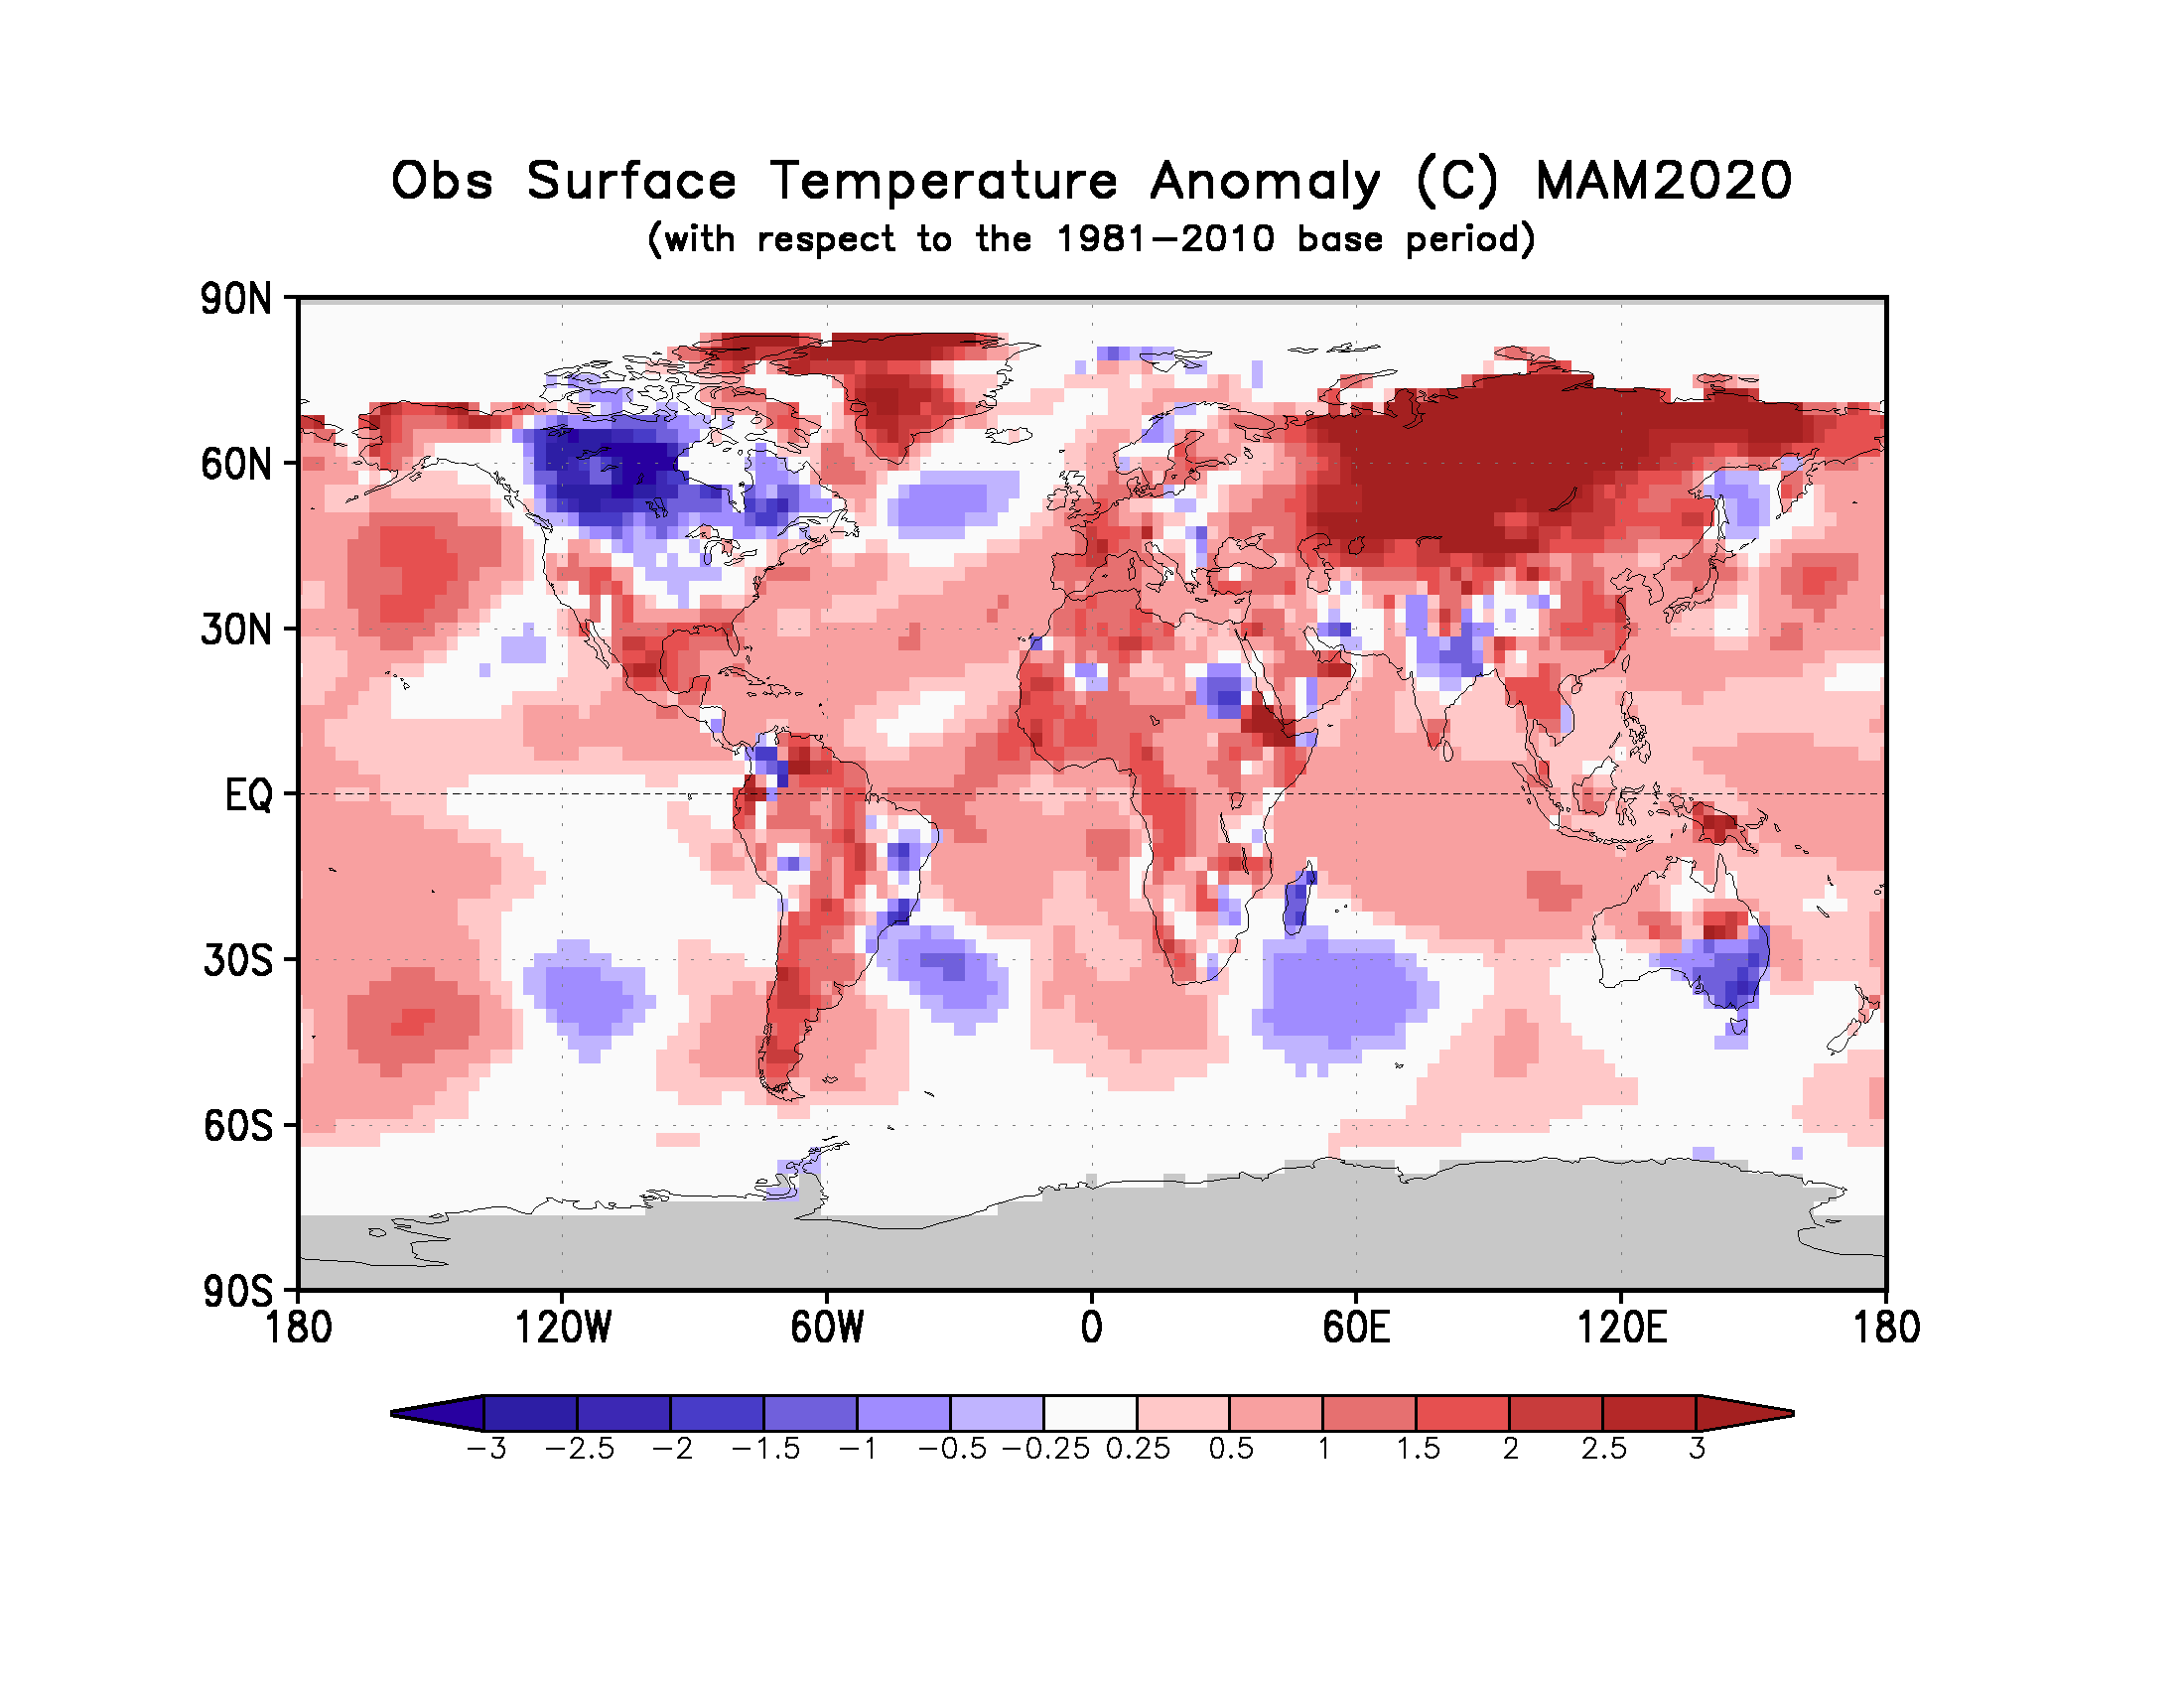 Obs Surface Temperature Anomaly (C) MAM2020
(with respect to the 1981-2010 base period)
90N
60N
30N
EQ
30S
60S
90S
180 120W 60W 0 60E 120E 180
-3 -2.5 -2 -1.5 -1 -0.5 -0.25 0.25 0.5 1 1.5 2 2.5 3